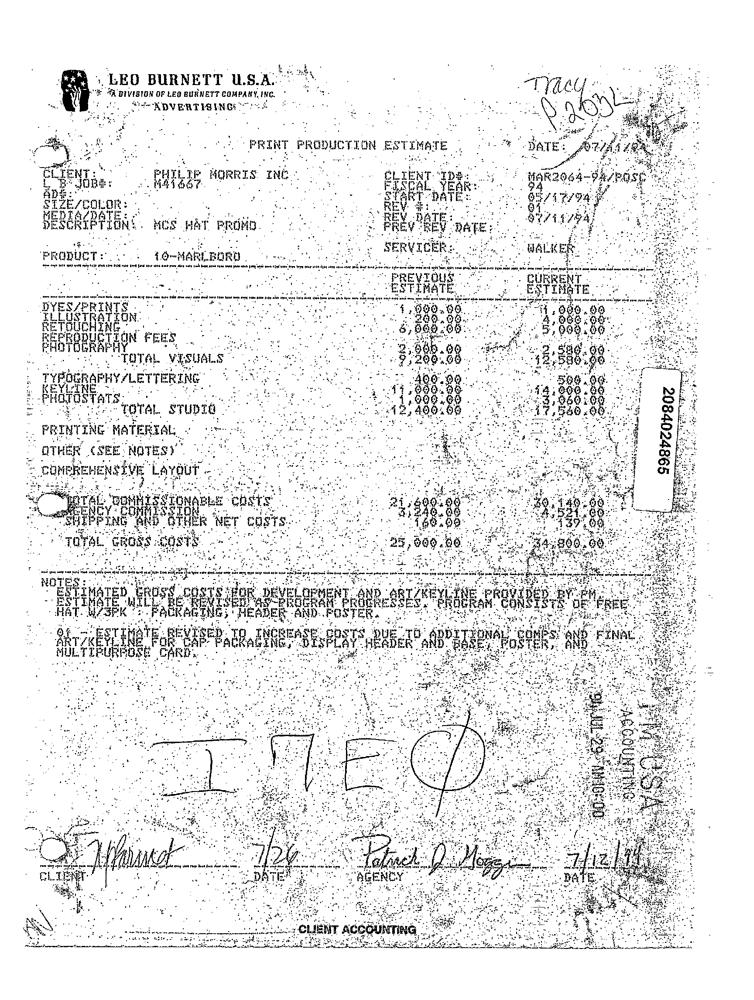 LEO BURNETT U.S.A.
A DIVISION OF LEO BURNETT COMPANY, INC.
ADVERTISING
Tracy
P. 203L
PRINT PRODUCTION ESTIMATE DATE: 07/11/94
CLIENT: PHILIP MORRIS INC CLIENT ID#: MAR2064-94/POSC
L B JOB#: M41667 FISCAL YEAR: 94
AD#: START DATE: 05/17/94
SIZE/COLOR: REV #: 01
MEDIA/DATE: REV DATE: 07/11/94
DESCRIPTION: MCS HAT PROMO PREV REV DATE:
SERVICER: WALKER
PRODUCT: 10-MARLBORO
PREVIOUS CURRENT
ESTIMATE ESTIMATE
DYES/PRINTS 1,000.00 1,000.00
ILLUSTRATION 200.00 4,000.00
RETOUCHING 6,000.00 5,000.00
REPRODUCTION FEES
PHOTOGRAPHY 2,000.00 2,580.00
TOTAL VISUALS 9,200.00 12,580.00
TYPOGRAPHY/LETTERING 400.00 500.00
KEYLINE 11,000.00 14,000.00
PHOTOSTATS 1,000.00 3,060.00
TOTAL STUDIO 12,400.00 17,560.00
PRINTING MATERIAL
OTHER (SEE NOTES)
COMPREHENSIVE LAYOUT
TOTAL COMMISSIONABLE COSTS 21,600.00 30,140.00
AGENCY COMMISSION 3,240.00 4,521.00
SHIPPING AND OTHER NET COSTS 160.00 139.00
TOTAL GROSS COSTS 25,000.00 34,800.00
NOTES:
ESTIMATED GROSS COSTS FOR DEVELOPMENT AND ART/KEYLINE PROVIDED BY PM.
ESTIMATE WILL BE REVISED AS PROGRAM PROGRESSES. PROGRAM CONSISTS OF FREE
HAT W/3PK : PACKAGING, HEADER AND POSTER.
01 - ESTIMATE REVISED TO INCREASE COSTS DUE TO ADDITIONAL COMPS AND FINAL
ART/KEYLINE FOR CAP PACKAGING, DISPLAY HEADER AND BASE, POSTER, AND
MULTIPURPOSE CARD.
2084024865
PM USA
ACCOUNTING
I7E0
7/26 7/12/94
CLIENT DATE AGENCY DATE
CLIENT ACCOUNTING